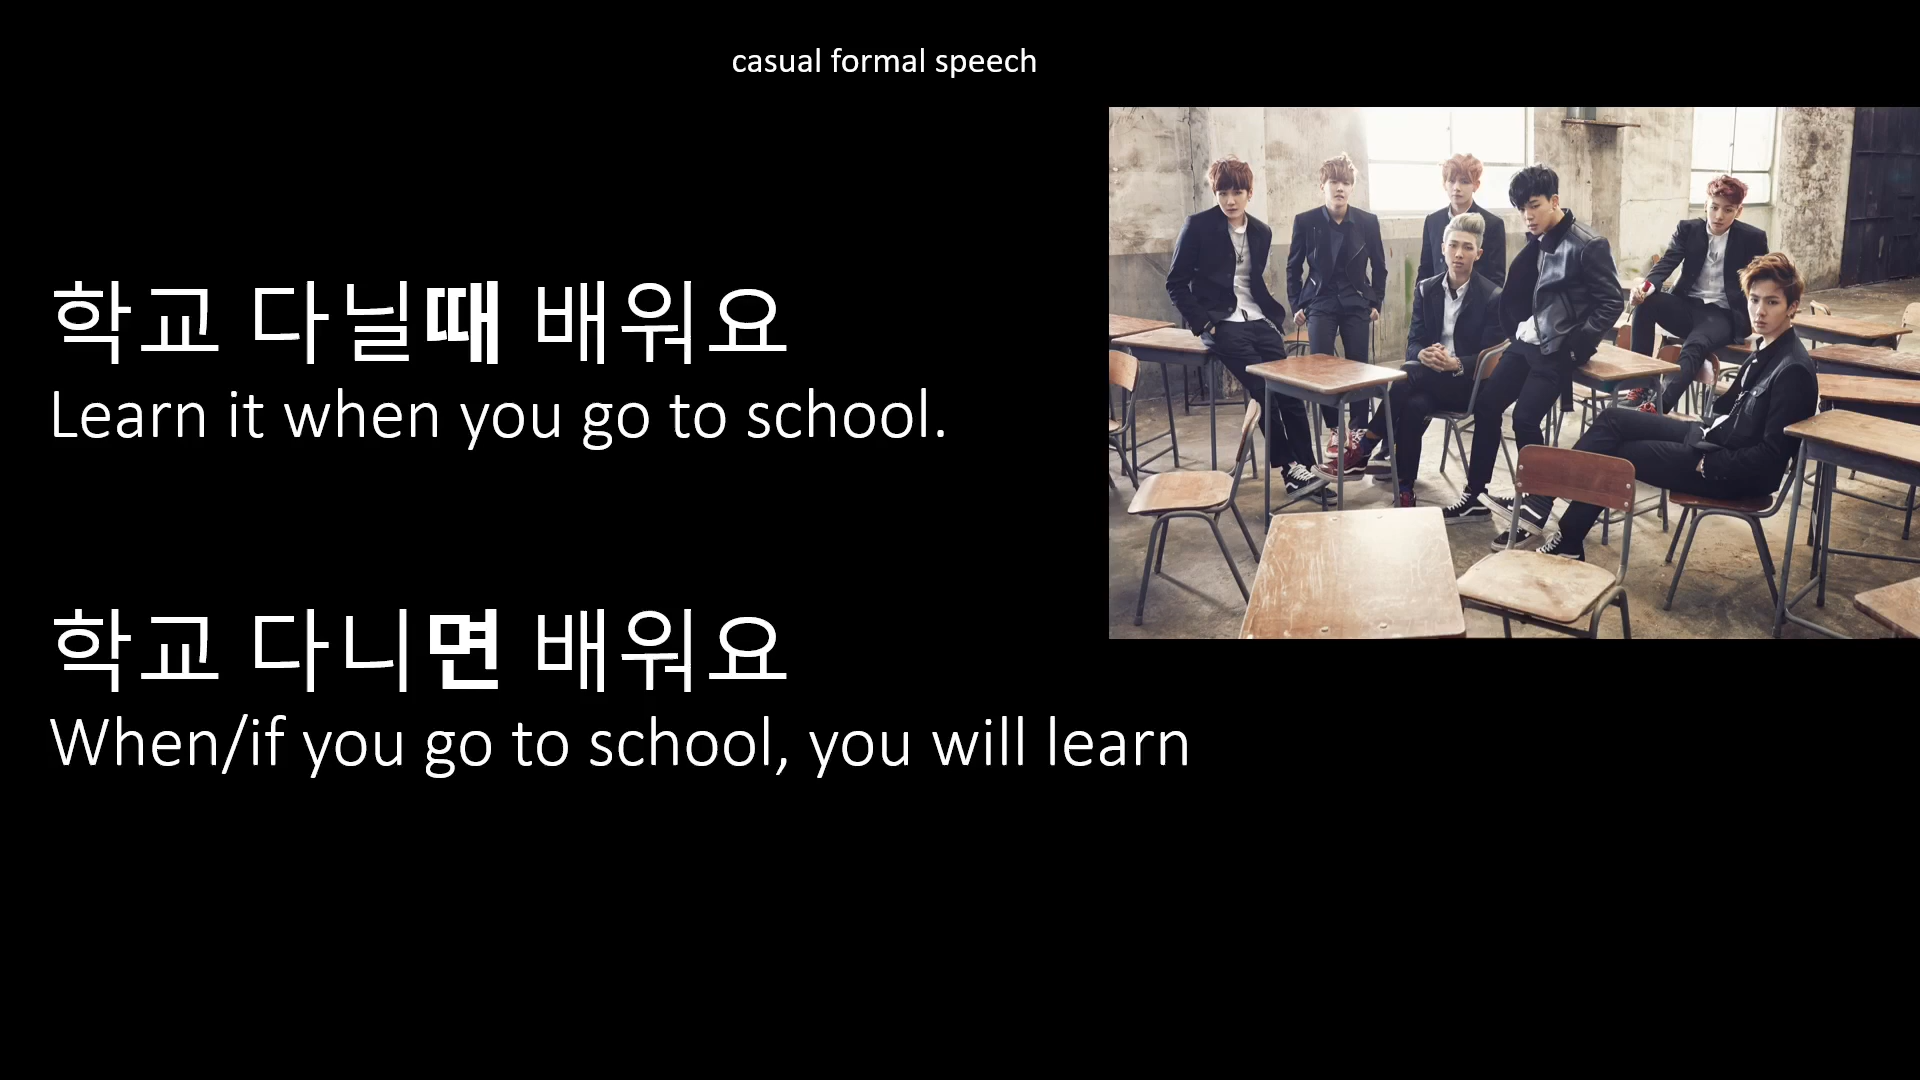 casual formal speech
학교 다닐때 배워요
Learn it when you go to school.
학교 다니면 배워요
When/if you go to school, you will learn